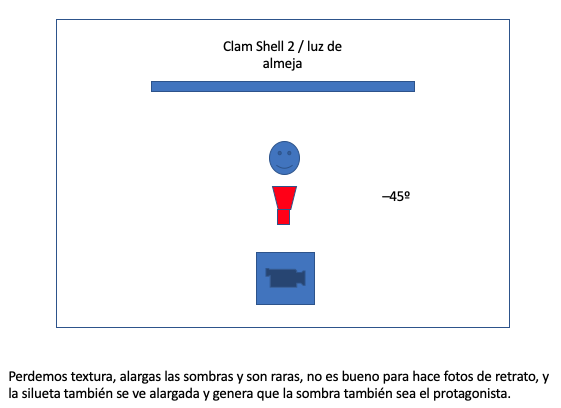 Clam Shell 2 / luz de
almeja
–45º
Perdemos textura, alargas las sombras y son raras, no es bueno para hace fotos de retrato, y
la silueta también se ve alargada y genera que la sombra también sea el protagonista.